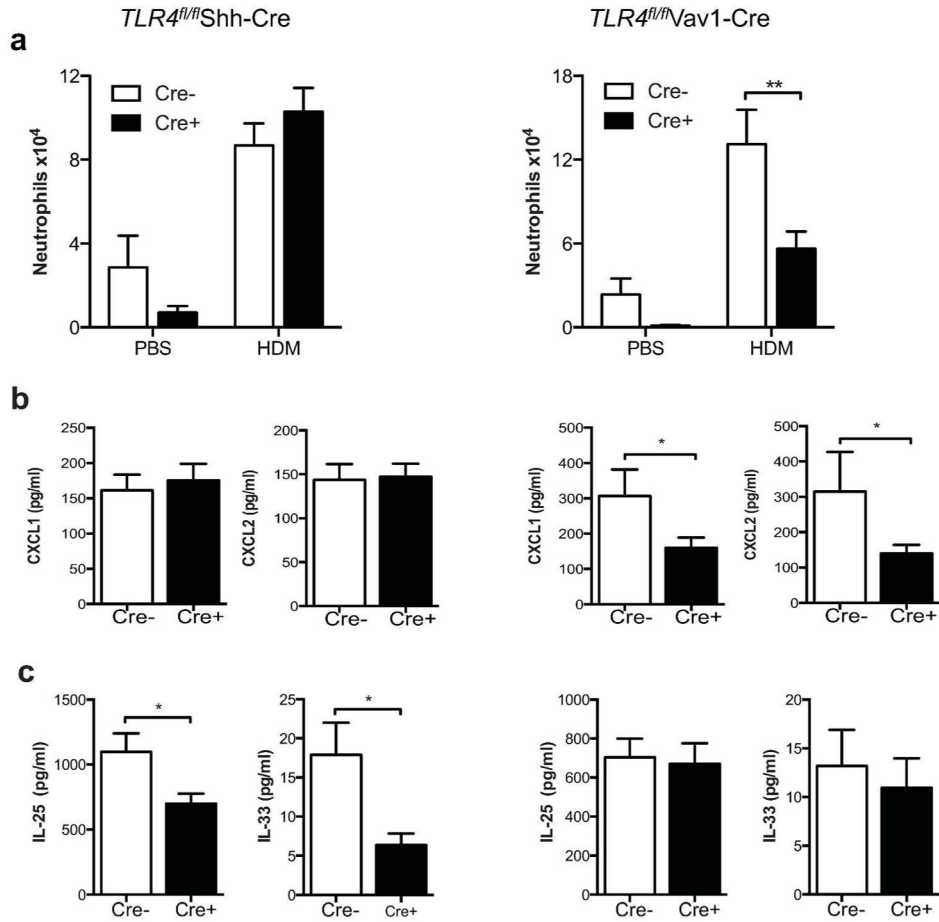 TLR4fl/flShh-Cre
TLR4fl/flVav1-Cre
a
12
8
4
0
Neutrophils x10⁴
Cre-
Cre+
PBS
HDM
18
12
6
0
Neutrophils x10⁴
Cre-
Cre+
**
PBS
HDM
b
250
200
150
100
50
0
CXCL1 (pg/ml)
Cre-
Cre+
200
150
100
50
0
CXCL2 (pg/ml)
Cre-
Cre+
500
400
300
200
100
0
CXCL1 (pg/ml)
*
Cre-
Cre+
500
400
300
200
100
0
CXCL2 (pg/ml)
*
Cre-
Cre+
c
1500
1000
500
0
IL-25 (pg/ml)
*
Cre-
Cre+
25
20
15
10
5
0
IL-33 (pg/ml)
*
Cre-
Cre+
1000
800
600
400
200
0
IL-25 (pg/ml)
Cre-
Cre+
20
15
10
5
0
IL-33 (pg/ml)
Cre-
Cre+